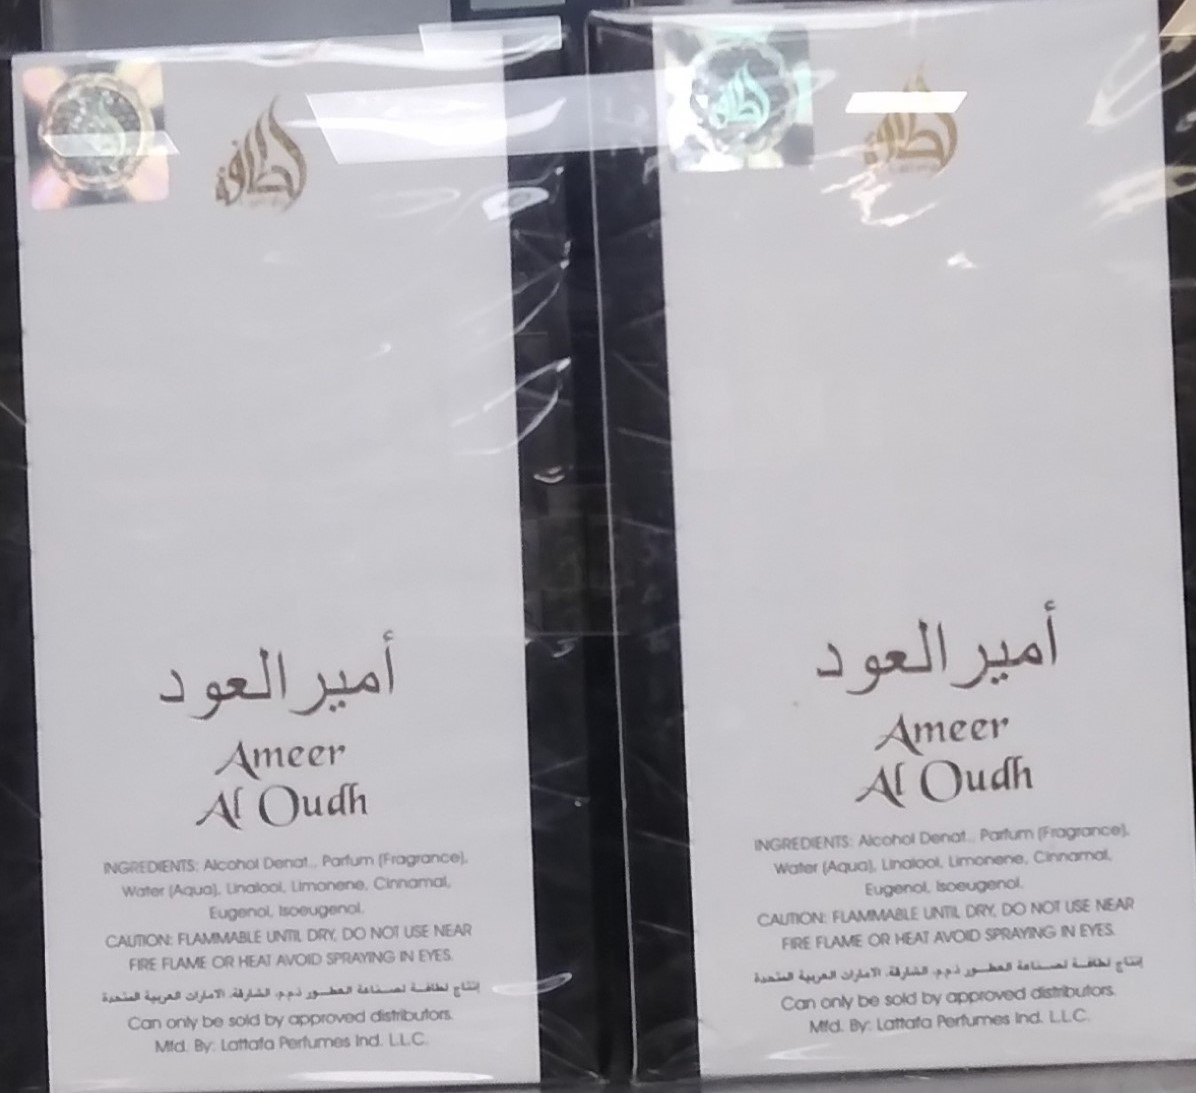 لطافة
أمير العود
Ameer
Al Oudh
INGREDIENTS: Alcohol Denat., Parfum (Fragrance),
Water (Aqua), Linalool, Limonene, Cinnamal,
Eugenol, Isoeugenol.
CAUTION: FLAMMABLE UNTIL DRY, DO NOT USE NEAR
FIRE FLAME OR HEAT AVOID SPRAYING IN EYES.
إنتاج لطافة لصناعة العطور ذ.م.م، الشارقة، الامارات العربية المتحدة
Can only be sold by approved distributors.
Mfd. By: Lattafa Perfumes Ind. L.L.C.
لطافة
لطافة
أمير العود
Ameer
Al Oudh
INGREDIENTS: Alcohol Denat., Parfum (Fragrance),
Water (Aqua), Linalool, Limonene, Cinnamal,
Eugenol, Isoeugenol.
CAUTION: FLAMMABLE UNTIL DRY, DO NOT USE NEAR
FIRE FLAME OR HEAT AVOID SPRAYING IN EYES.
إنتاج لطافة لصناعة العطور ذ.م.م، الشارقة، الامارات العربية المتحدة
Can only be sold by approved distributors.
Mfd. By: Lattafa Perfumes Ind. L.L.C.